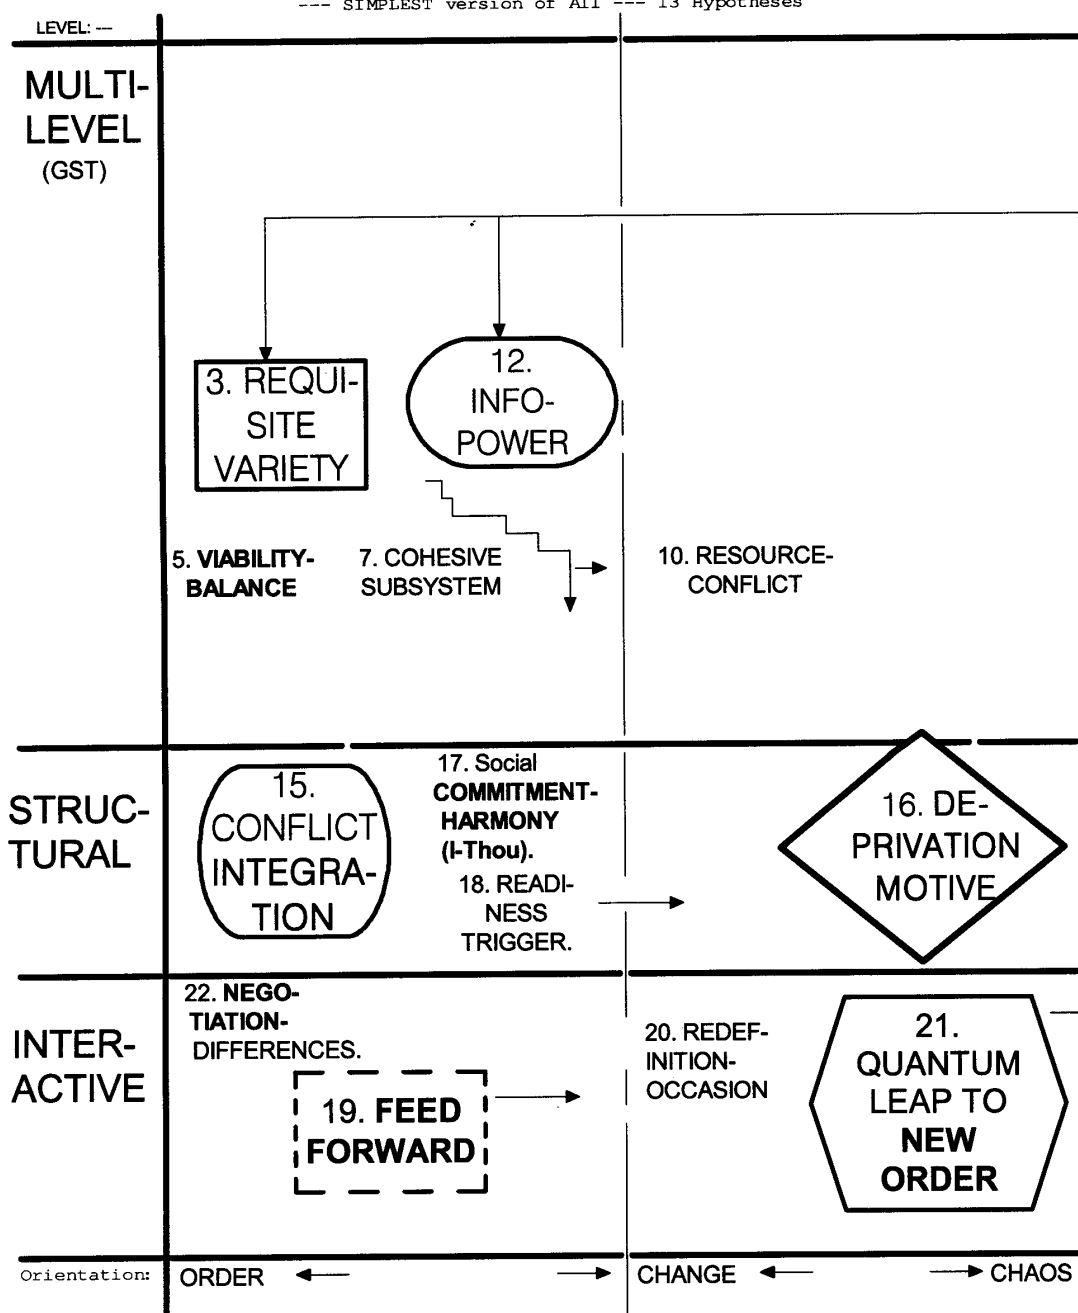 --- SIMPLEST version of All --- 13 Hypotheses
LEVEL: ---
MULTI-
LEVEL
(GST)
3. REQUI-
SITE
VARIETY
12.
INFO-
POWER
5. VIABILITY-
BALANCE
7. COHESIVE
SUBSYSTEM
10. RESOURCE-
CONFLICT
STRUC-
TURAL
15.
CONFLICT
INTEGRA-
TION
17. Social
COMMITMENT-
HARMONY
(I-Thou).
18. READI-
NESS
TRIGGER.
16. DE-
PRIVATION
MOTIVE
INTER-
ACTIVE
22. NEGO-
TIATION-
DIFFERENCES.
19. FEED
FORWARD
20. REDEF-
INITION-
OCCASION
21.
QUANTUM
LEAP TO
NEW
ORDER
Orientation: ORDER CHANGE CHAOS